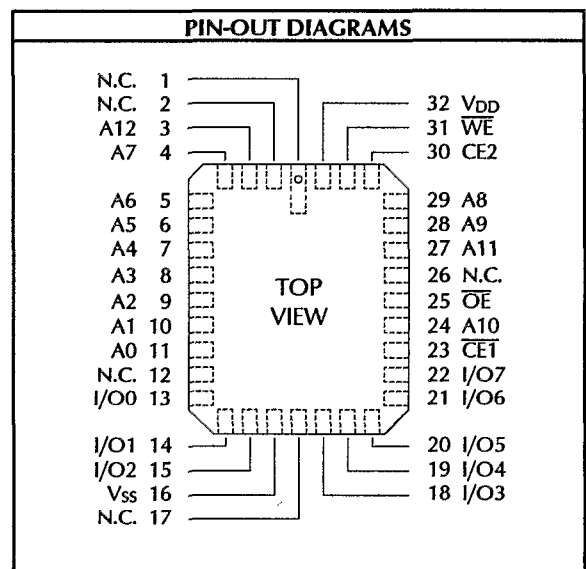 PIN-OUT DIAGRAMS
N.C. 1
N.C. 2
A12 3
A7 4
A6 5
A5 6
A4 7
A3 8
A2 9
A1 10
A0 11
N.C. 12
I/O0 13
I/O1 14
I/O2 15
VSS 16
N.C. 17
TOP
VIEW
32 VDD
31 W̅E̅
30 CE2
29 A8
28 A9
27 A11
26 N.C.
25 O̅E̅
24 A10
23 C̅E̅1̅
22 I/O7
21 I/O6
20 I/O5
19 I/O4
18 I/O3